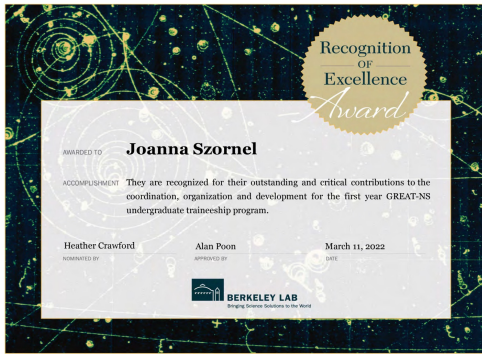 Recognition
OF
Excellence
Award
AWARDED TO Joanna Szornel
ACCOMPLISHMENT They are recognized for their outstanding and critical contributions to the
coordination, organization and development for the first year GREAT-NS
undergraduate traineeship program.
Heather Crawford Alan Poon March 11, 2022
NOMINATED BY APPROVED BY DATE
BERKELEY LAB
Bringing Science Solutions to the World